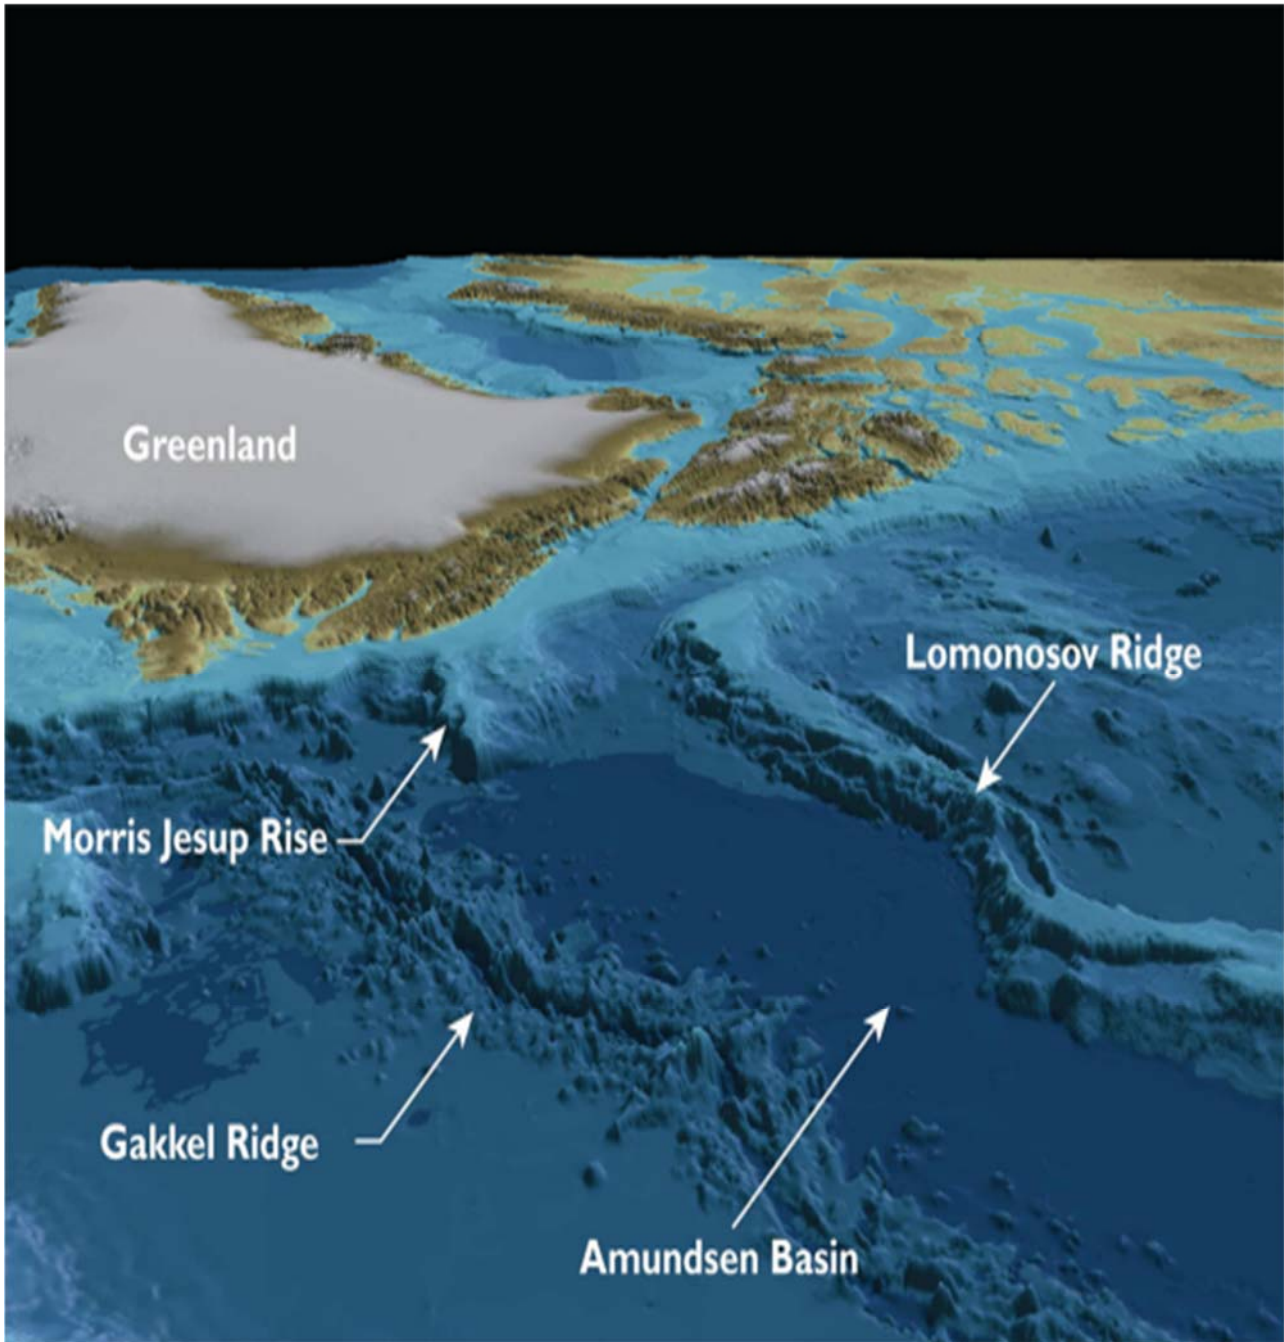 Greenland
Lomonosov Ridge
Morris Jesup Rise
Gakkel Ridge
Amundsen Basin